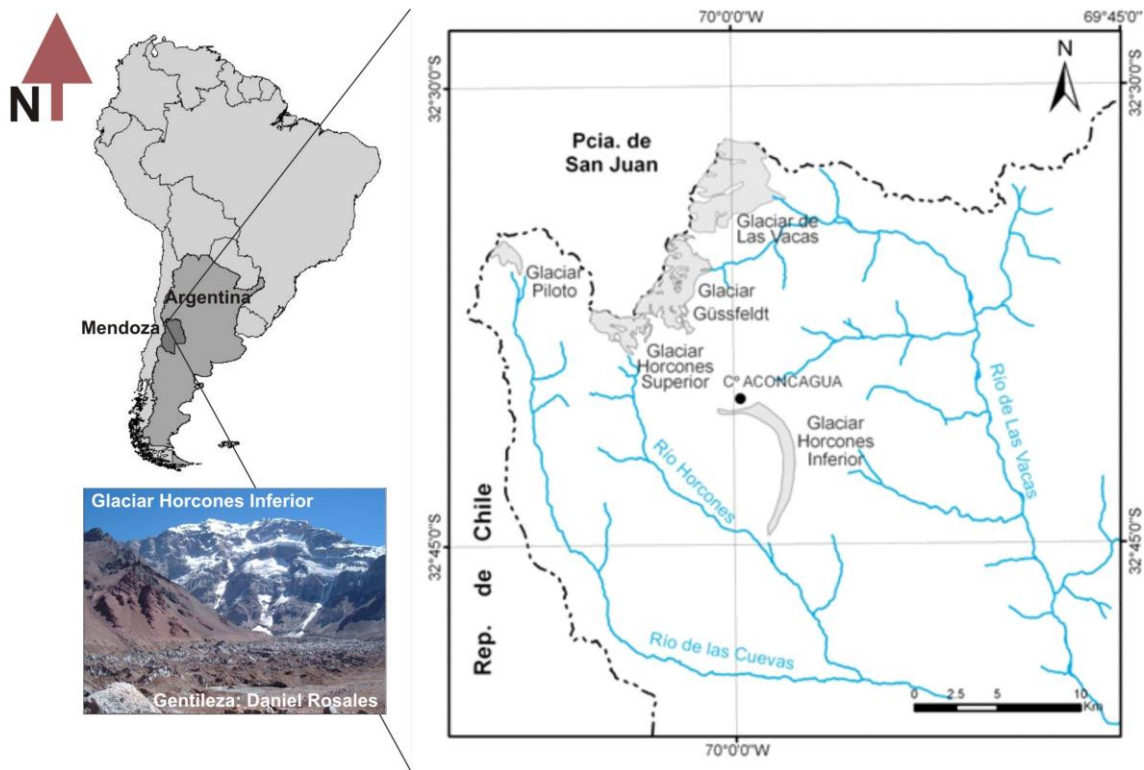 N
Argentina
Mendoza
Glaciar Horcones Inferior
Gentileza: Daniel Rosales
70°0'0"W
69°45'0"
N
32°30'0"S
32°30'0"S
Pcia. de
San Juan
Glaciar de
Las Vacas
Glaciar
Piloto
Glaciar
Güssfeldt
Glaciar
Horcones
Superior
Cº ACONCAGUA
Glaciar
Horcones
Inferior
Río de Las Vacas
Río Horcones
32°45'0"S
32°45'0"S
Rep. de Chile
Río de las Cuevas
0 2.5 5 10
Km
70°0'0"W